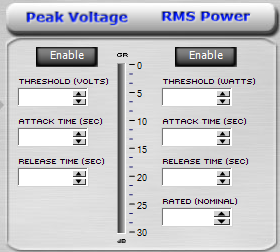 Peak Voltage RMS Power
Enable GR Enable
0
THRESHOLD (VOLTS) THRESHOLD (WATTS)
5
10
ATTACK TIME (SEC) ATTACK TIME (SEC)
15
RELEASE TIME (SEC) RELEASE TIME (SEC)
20
25
RATED (NOMINAL)
30
dB